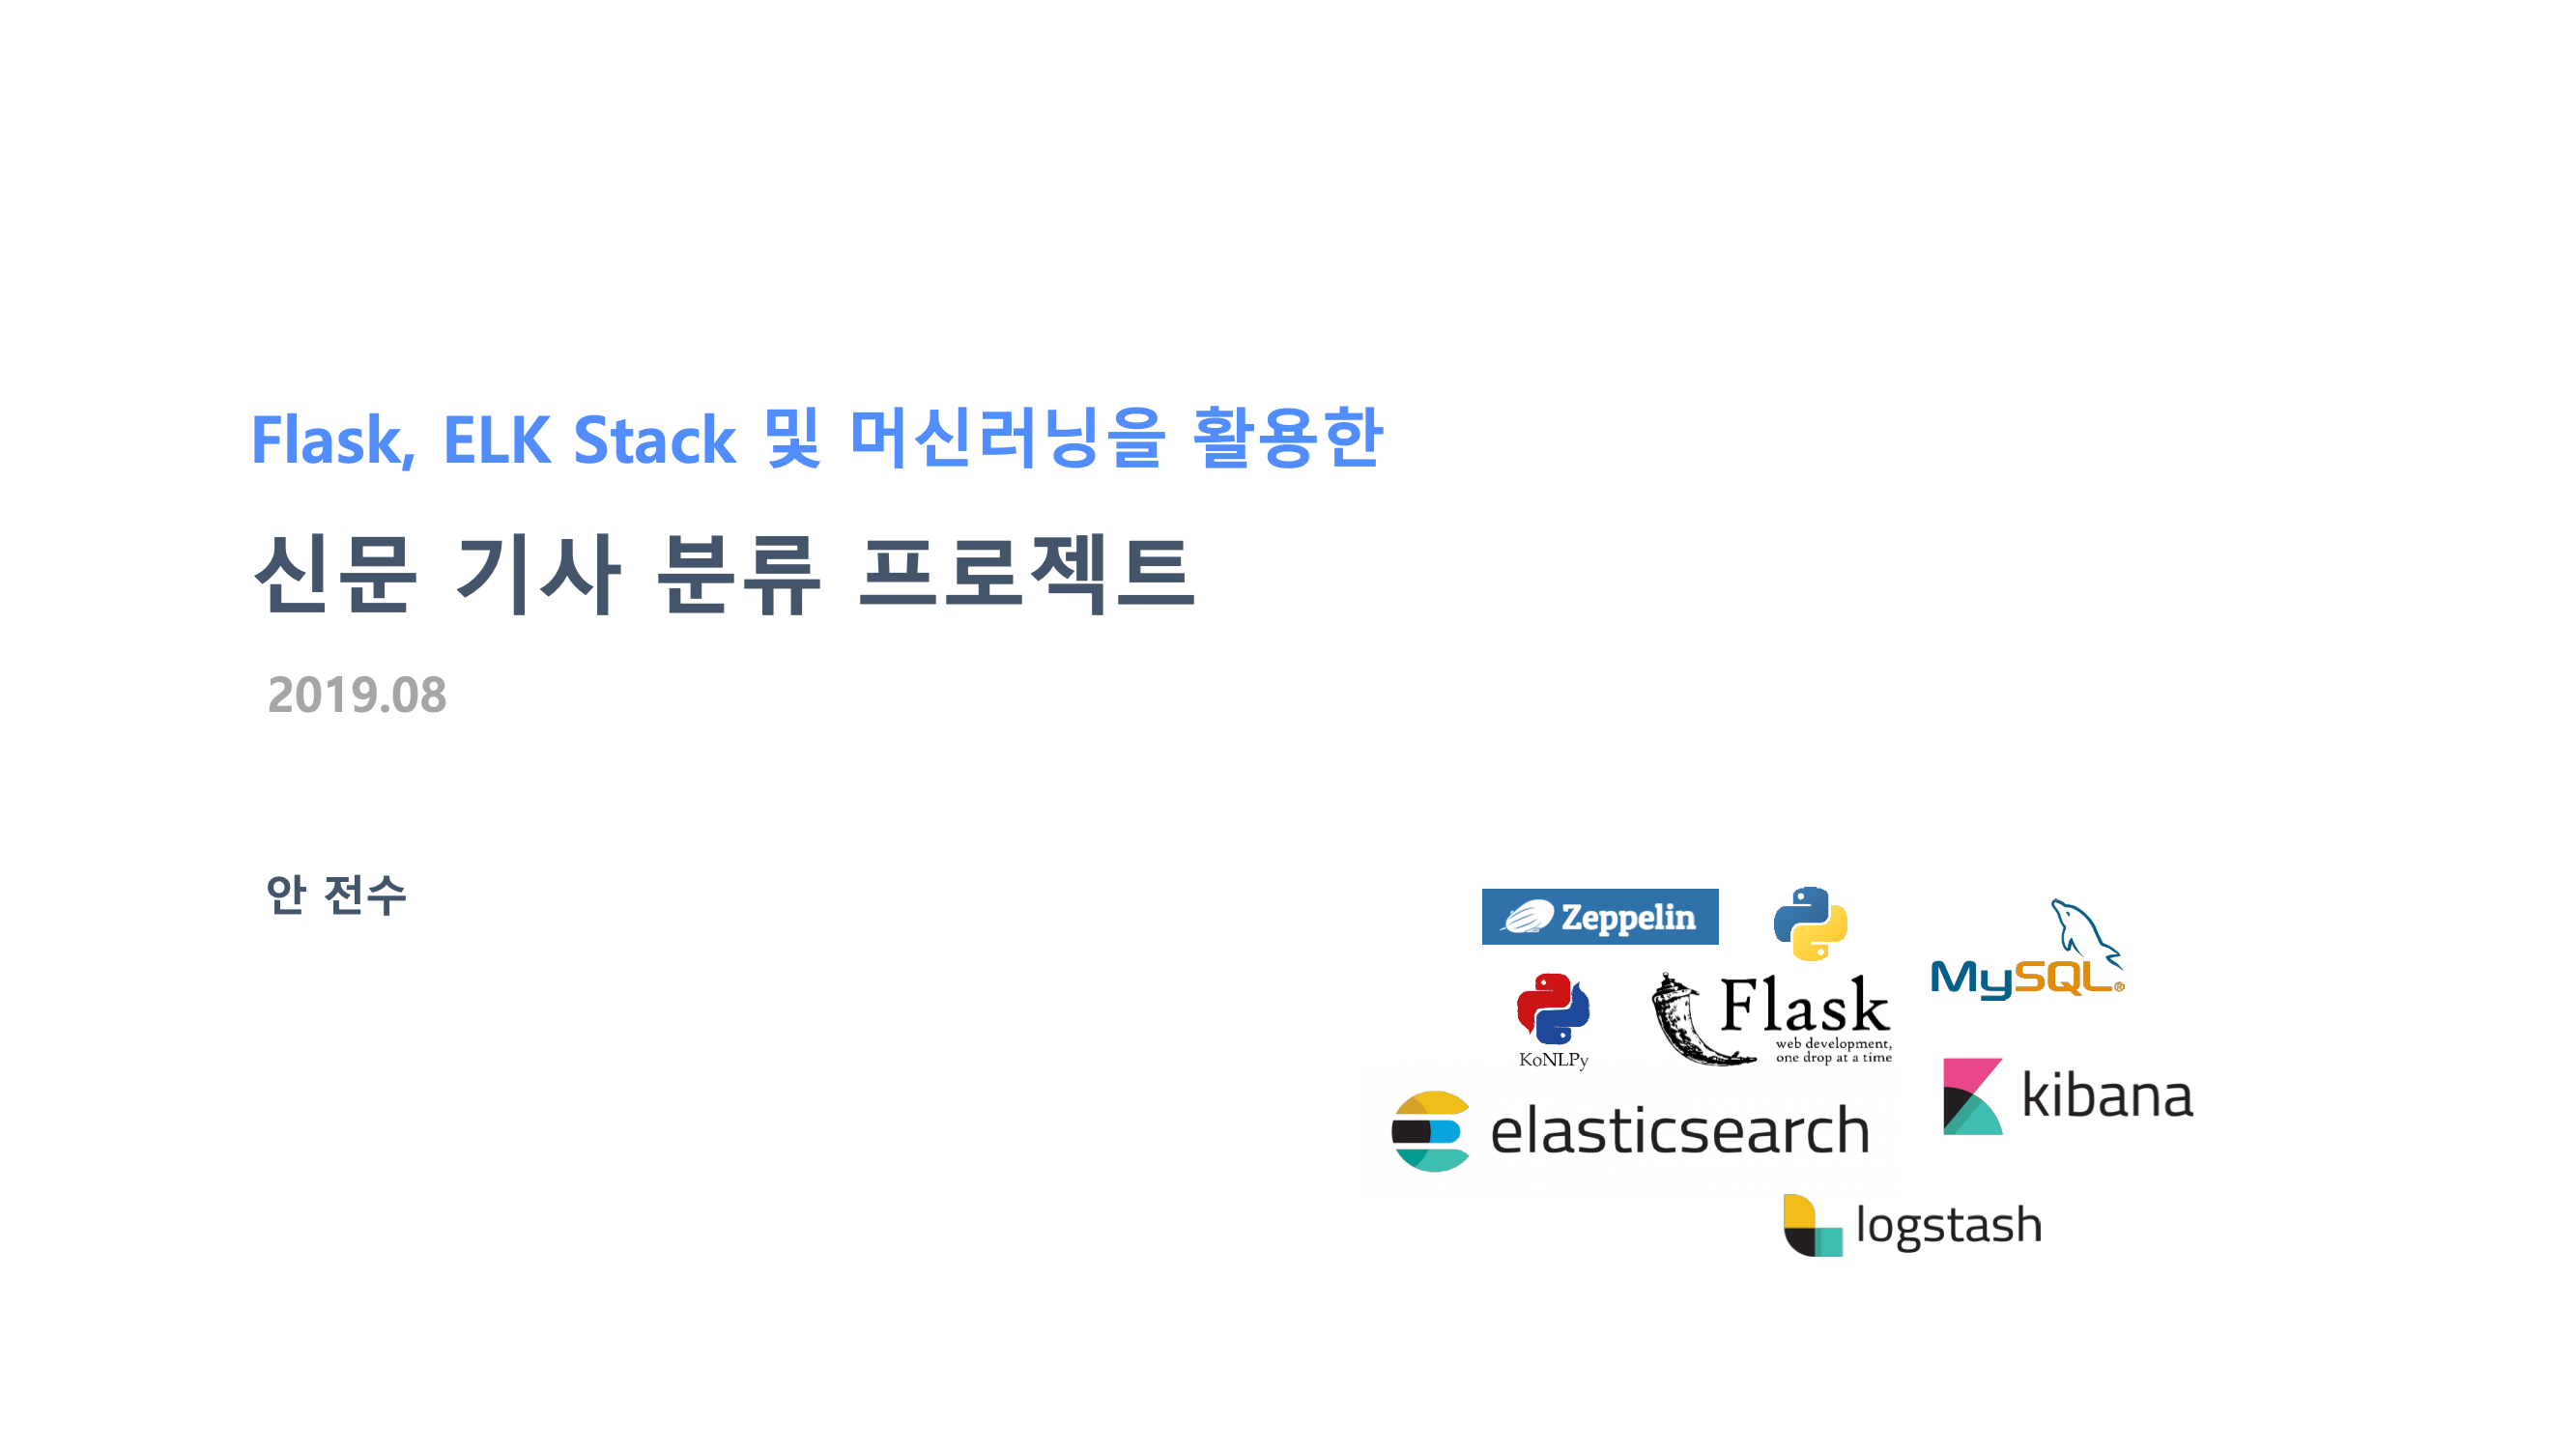 Flask, ELK Stack 및 머신러닝을 활용한
신문 기사 분류 프로젝트
2019.08
안 전수
Zeppelin
MySQL®
KoNLPy
Flask
web development,
one drop at a time
elasticsearch
kibana
logstash